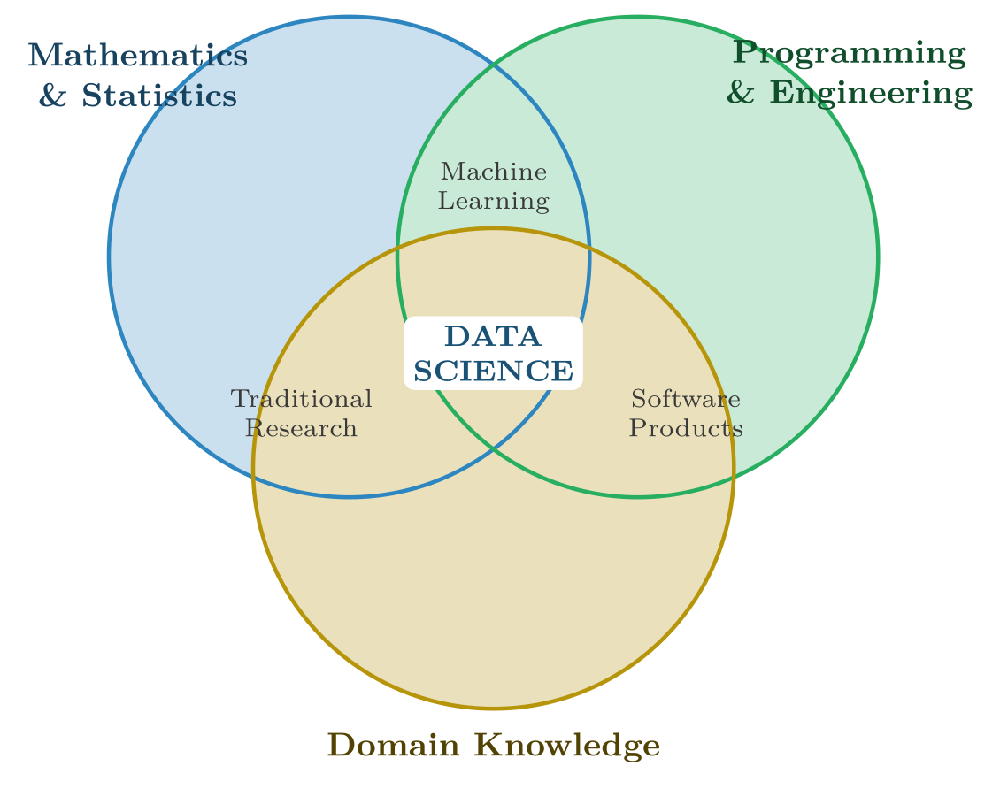 Mathematics
& Statistics
Programming
& Engineering
Machine
Learning
DATA
SCIENCE
Traditional
Research
Software
Products
Domain Knowledge